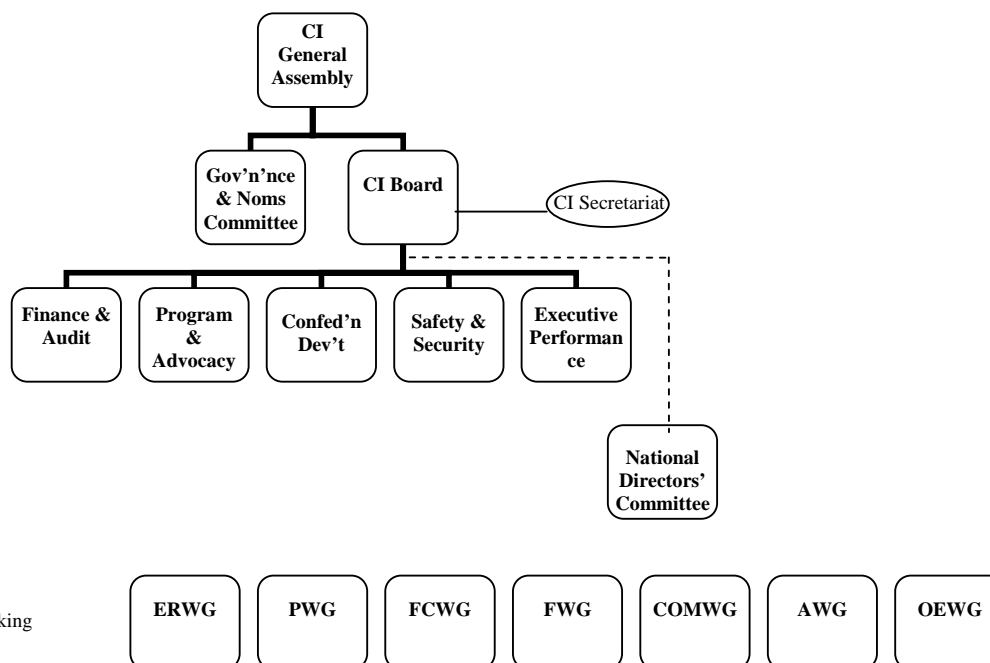 CI
General
Assembly
Gov'n'nce
& Noms
Committee
CI Board
CI Secretariat
Finance &
Audit
Program
&
Advocacy
Confed'n
Dev't
Safety &
Security
Executive
Performan
ce
National
Directors'
Committee
king
ERWG
PWG
FCWG
FWG
COMWG
AWG
OEWG